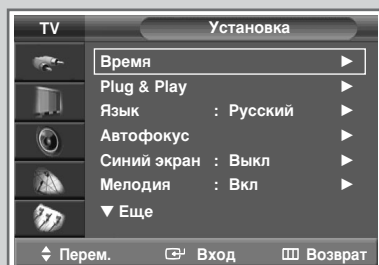 TV Установка
Время ►
Plug & Play ►
Язык : Русский ►
Автофокус ►
Синий экран : Выкл ►
Мелодия : Вкл ►
▼ Еще
Перем. Вход Возврат